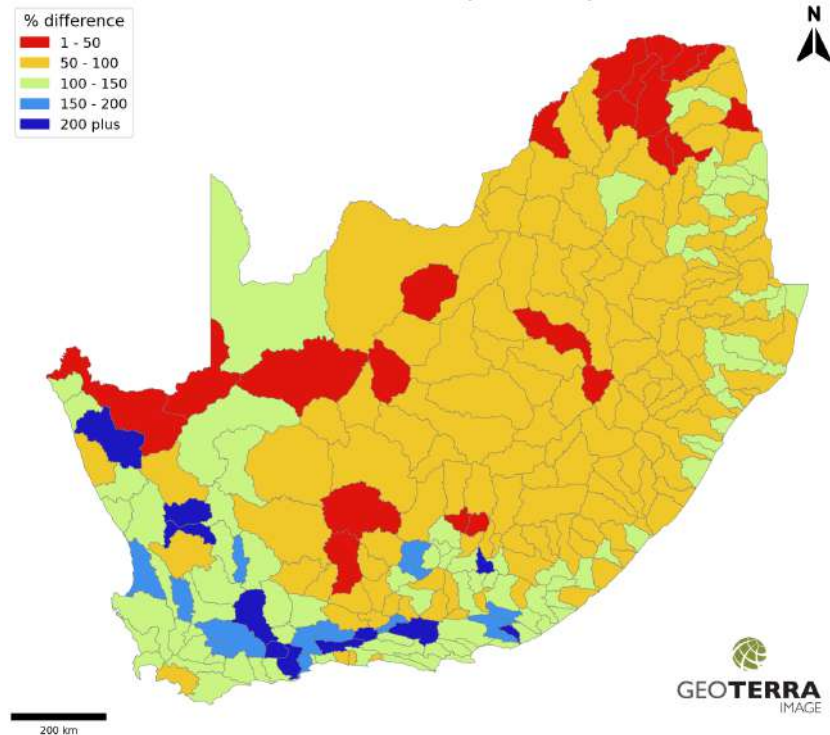 % difference
1 - 50
50 - 100
100 - 150
150 - 200
200 plus
N
GEOTERRA
IMAGE
200 km